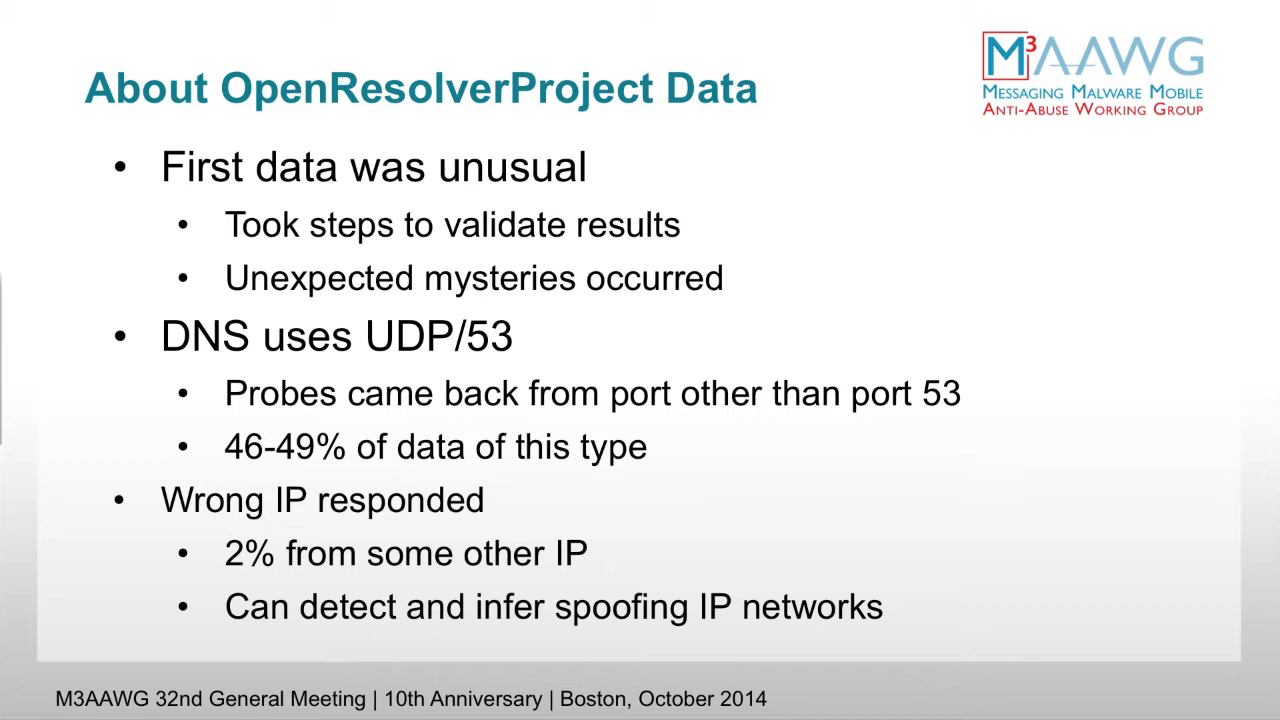 M3AAWG
MESSAGING MALWARE MOBILE
ANTI-ABUSE WORKING GROUP
About OpenResolverProject Data
• First data was unusual
• Took steps to validate results
• Unexpected mysteries occurred
• DNS uses UDP/53
• Probes came back from port other than port 53
• 46-49% of data of this type
• Wrong IP responded
• 2% from some other IP
• Can detect and infer spoofing IP networks
M3AAWG 32nd General Meeting | 10th Anniversary | Boston, October 2014